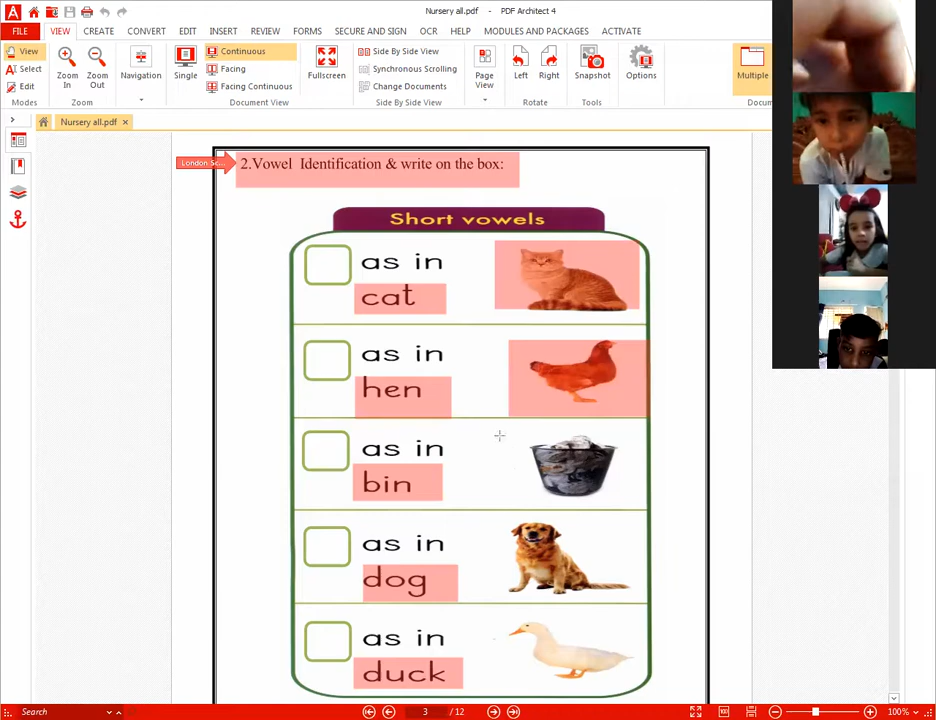 Nursery all.pdf - PDF Architect 4
FILE VIEW CREATE CONVERT EDIT INSERT REVIEW SECURE AND SIGN FORMS OCR HELP MODULES AND PACKAGES ACTIVATE
View
Select
Edit
Modes
Zoom In
Zoom Out
Zoom
Navigation
Single
Continuous
Facing
Facing Continuous
Document View
Fullscreen
Side By Side View
Synchronous Scrolling
Change Documents
Side By Side View
Page View
Left
Right
Rotate
Snapshot
Tools
Options
Multiple
Docum
Nursery all.pdf
London Sc...
2.Vowel Identification & write on the box:
Short vowels
as in
cat
as in
hen
as in
bin
as in
dog
as in
duck
Search
3 / 12
100%